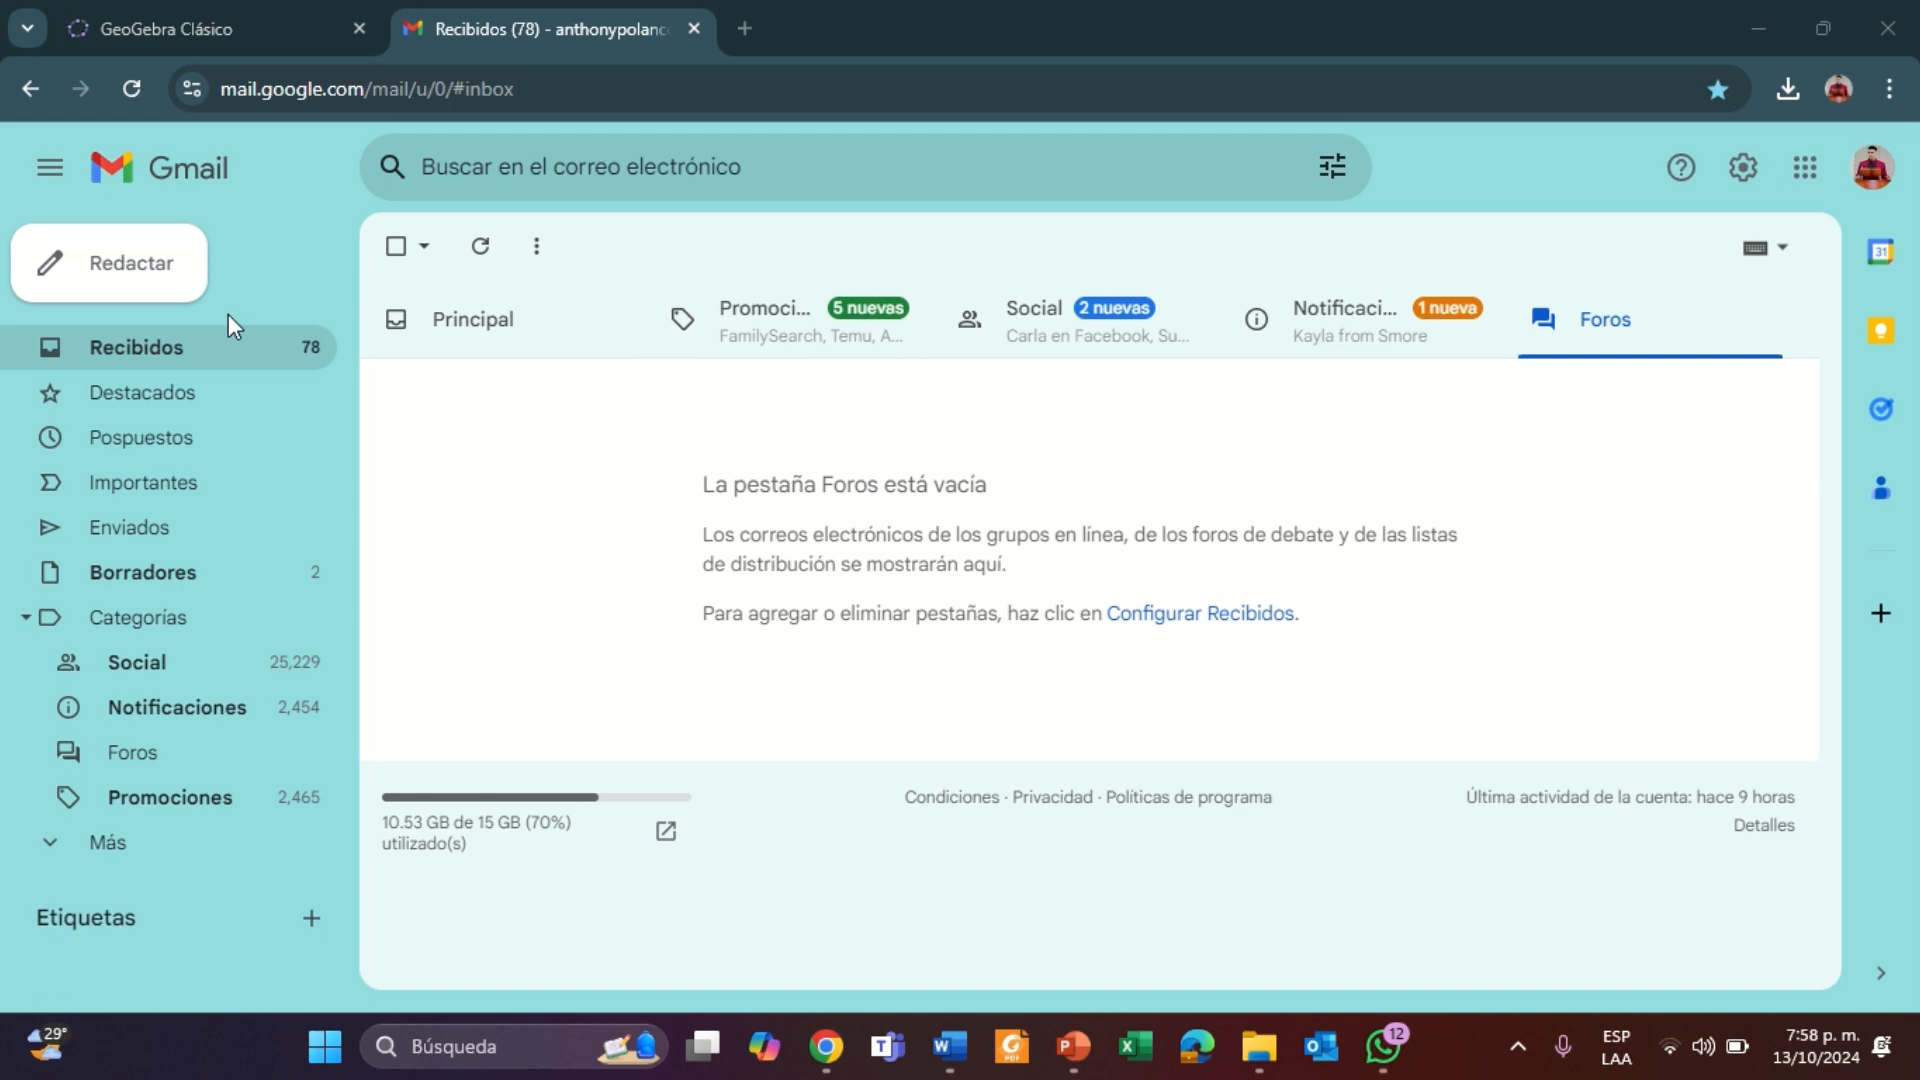 GeoGebra Clásico
Recibidos (78) - anthonypolanc
mail.google.com/mail/u/0/#inbox
Gmail
Buscar en el correo electrónico
Redactar
Recibidos 78
Destacados
Pospuestos
Importantes
Enviados
Borradores 2
Categorías
Social 25,229
Notificaciones 2,454
Foros
Promociones 2,465
Más
Etiquetas
Principal
Promoci... 5 nuevas
FamilySearch, Temu, A...
Social 2 nuevas
Carla en Facebook, Su...
Notificaci... 1 nueva
Kayla from Smore
Foros
La pestaña Foros está vacía
Los correos electrónicos de los grupos en línea, de los foros de debate y de las listas
de distribución se mostrarán aquí.
Para agregar o eliminar pestañas, haz clic en Configurar Recibidos.
10.53 GB de 15 GB (70%)
utilizado(s)
Condiciones · Privacidad · Políticas de programa
Última actividad de la cuenta: hace 9 horas
Detalles
31
29°
Búsqueda
12
ESP
LAA
7:58 p. m.
13/10/2024